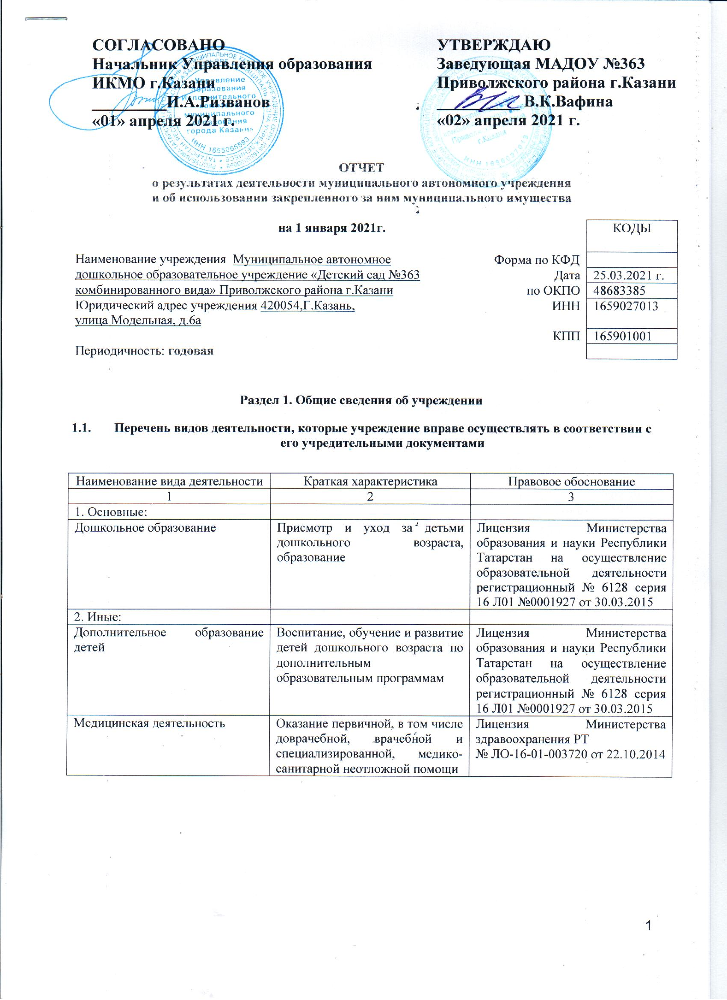 СОГЛАСОВАНО
Начальник Управления образования
ИКМО г.Казани
_________И.А.Ризванов
«01» апреля 2021 г.
Управление
образования
Исполнительного
комитета
муниципального
образования
города Казани»
ИНН 1655065593
УТВЕРЖДАЮ
Заведующая МАДОУ №363
Приволжского района г.Казани
__________ В.К.Вафина
«02» апреля 2021 г.
г.Казани
ИНН 1659027013
ОТЧЕТ
о результатах деятельности муниципального автономного учреждения
и об использовании закрепленного за ним муниципального имущества
на 1 января 2021г.
КОДЫ
Наименование учреждения Муниципальное автономное
Форма по КФД
дошкольное образовательное учреждение «Детский сад №363
Дата 25.03.2021 г.
комбинированного вида» Приволжского района г.Казани
по ОКПО 48683385
Юридический адрес учреждения 420054,Г.Казань,
ИНН 1659027013
улица Модельная, д.6а
КПП 165901001
Периодичность: годовая
Раздел 1. Общие сведения об учреждении
1.1. Перечень видов деятельности, которые учреждение вправе осуществлять в соответствии с
его учредительными документами
Наименование вида деятельности Краткая характеристика Правовое обоснование
1 2 3
1. Основные:
Дошкольное образование
Присмотр и уход за детьми
дошкольного возраста,
образование
Лицензия Министерства
образования и науки Республики
Татарстан на осуществление
образовательной деятельности
регистрационный № 6128 серия
16 Л01 №0001927 от 30.03.2015
2. Иные:
Дополнительное образование
детей
Воспитание, обучение и развитие
детей дошкольного возраста по
дополнительным
образовательным программам
Лицензия Министерства
образования и науки Республики
Татарстан на осуществление
образовательной деятельности
регистрационный № 6128 серия
16 Л01 №0001927 от 30.03.2015
Медицинская деятельность
Оказание первичной, в том числе
доврачебной, врачебной и
специализированной, медико-
санитарной неотложной помощи
Лицензия Министерства
здравоохранения РТ
№ ЛО-16-01-003720 от 22.10.2014
1